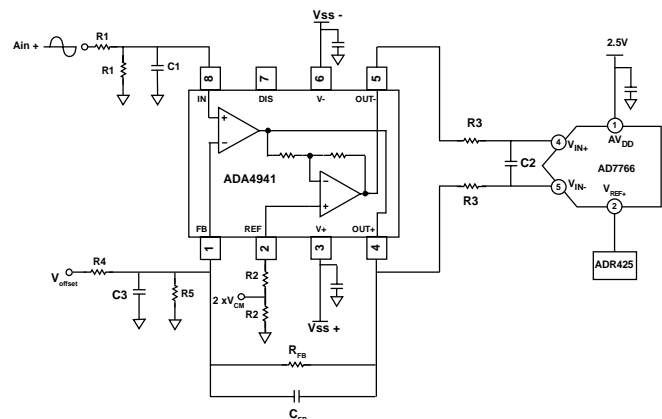 Vss -
Ain +
R1
R1
C1
8
7
6
5
IN
DIS
V-
OUT-
2.5V
R3
C2
R3
4
VIN+
1
AVDD
AD7766
5
VIN-
VREF+
2
ADR425
ADA4941
FB
REF
V+
OUT+
1
2
3
4
Voffset
R4
C3
R5
R2
2 xVCM
R2
Vss +
RFB
CFB